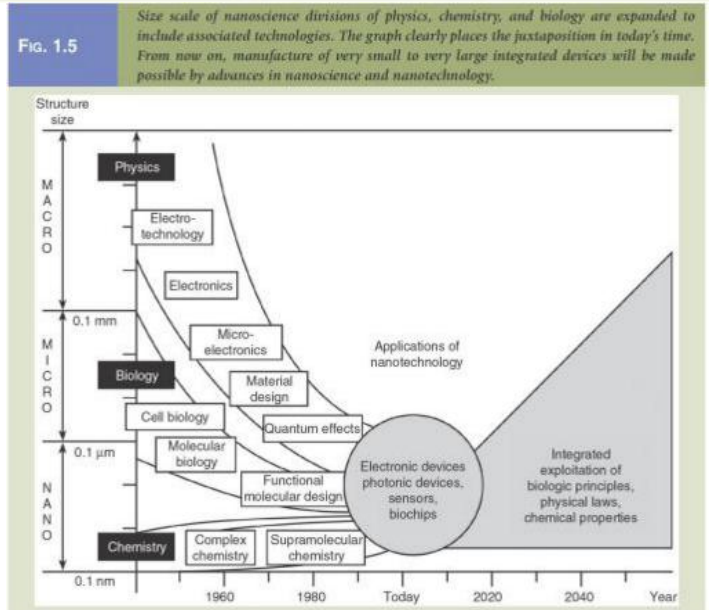 FIG. 1.5
Size scale of nanoscience divisions of physics, chemistry, and biology are expanded to
include associated technologies. The graph clearly places the juxtaposition in today's time.
From now on, manufacture of very small to very large integrated devices will be made
possible by advances in nanoscience and nanotechnology.
Structure
size
MACRO
Physics
Electro-
technology
Electronics
0.1 mm
MICRO
Micro-
electronics
Applications of
nanotechnology
Biology
Material
design
Cell biology
Quantum effects
0.1 μm
NANO
Molecular
biology
Functional
molecular design
Electronic devices
photonic devices,
sensors,
biochips
Integrated
exploitation of
biologic principles,
physical laws,
chemical properties
Chemistry
Complex
chemistry
Supramolecular
chemistry
0.1 nm
1960 1980 Today 2020 2040 Year